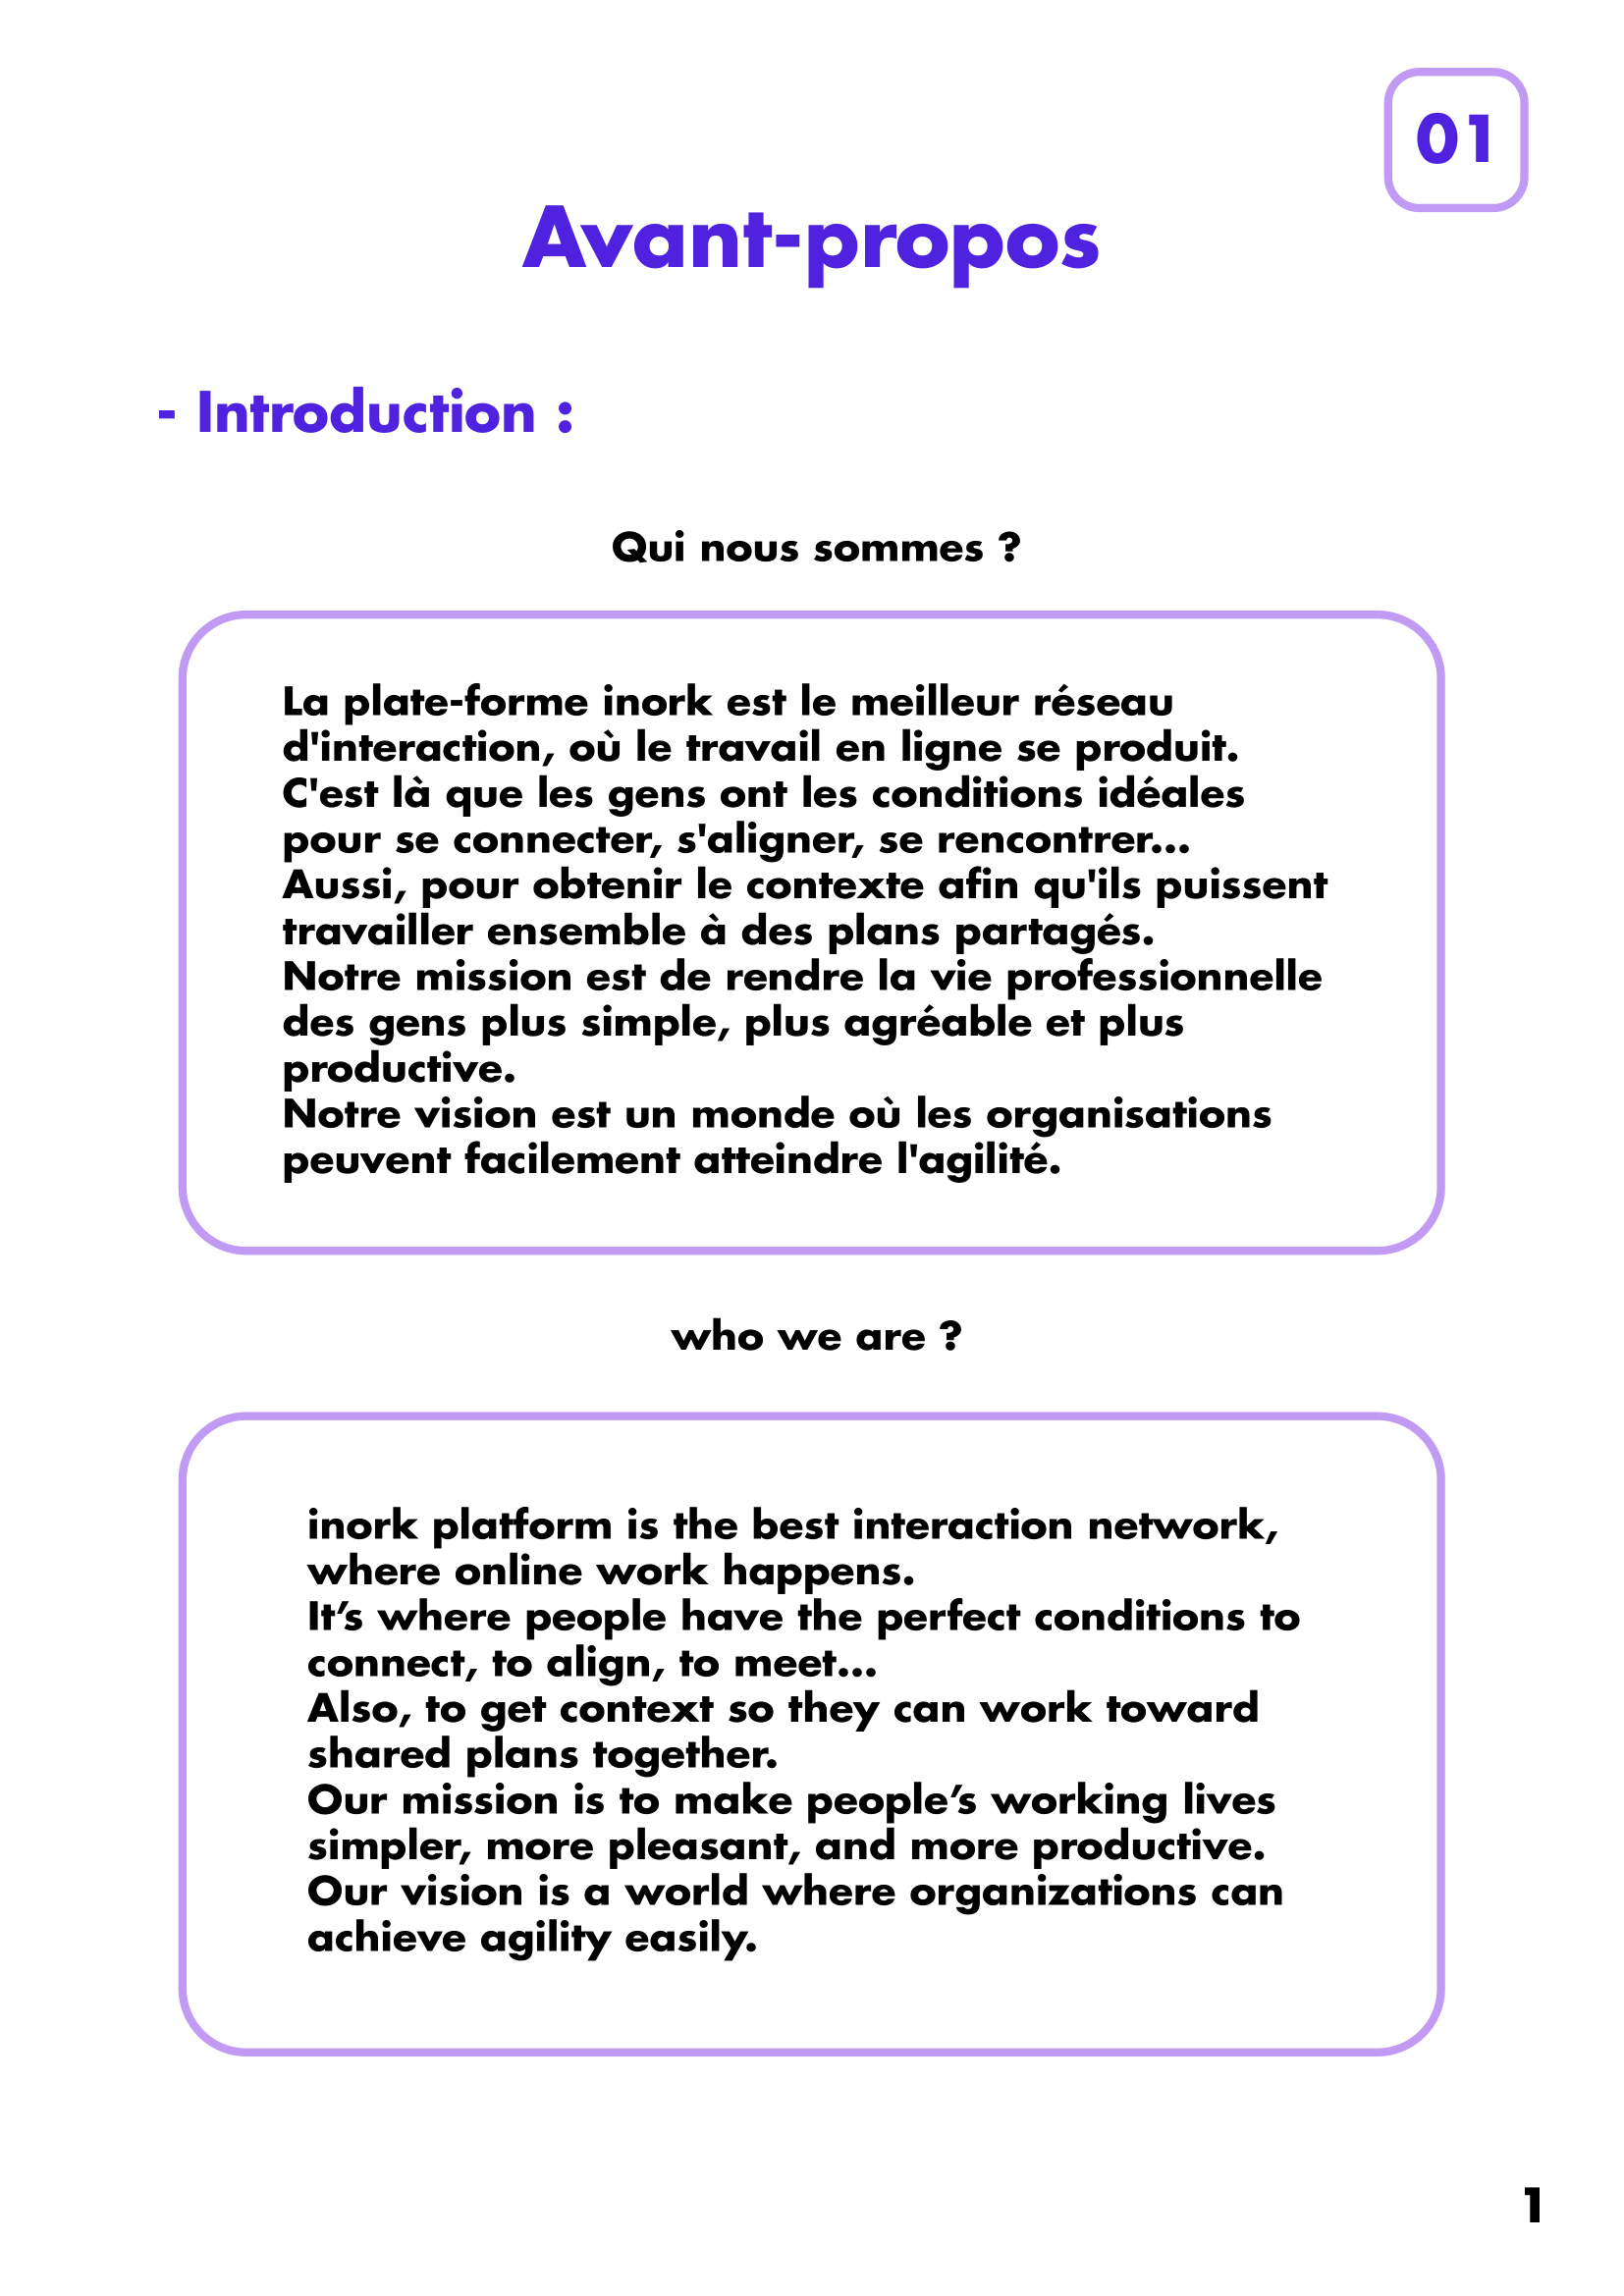 01
Avant-propos
- Introduction :
Qui nous sommes ?
La plate-forme inork est le meilleur réseau
d'interaction, où le travail en ligne se produit.
C'est là que les gens ont les conditions idéales
pour se connecter, s'aligner, se rencontrer...
Aussi, pour obtenir le contexte afin qu'ils puissent
travailler ensemble à des plans partagés.
Notre mission est de rendre la vie professionnelle
des gens plus simple, plus agréable et plus
productive.
Notre vision est un monde où les organisations
peuvent facilement atteindre l'agilité.
who we are ?
inork platform is the best interaction network,
where online work happens.
It’s where people have the perfect conditions to
connect, to align, to meet...
Also, to get context so they can work toward
shared plans together.
Our mission is to make people’s working lives
simpler, more pleasant, and more productive.
Our vision is a world where organizations can
achieve agility easily.
1